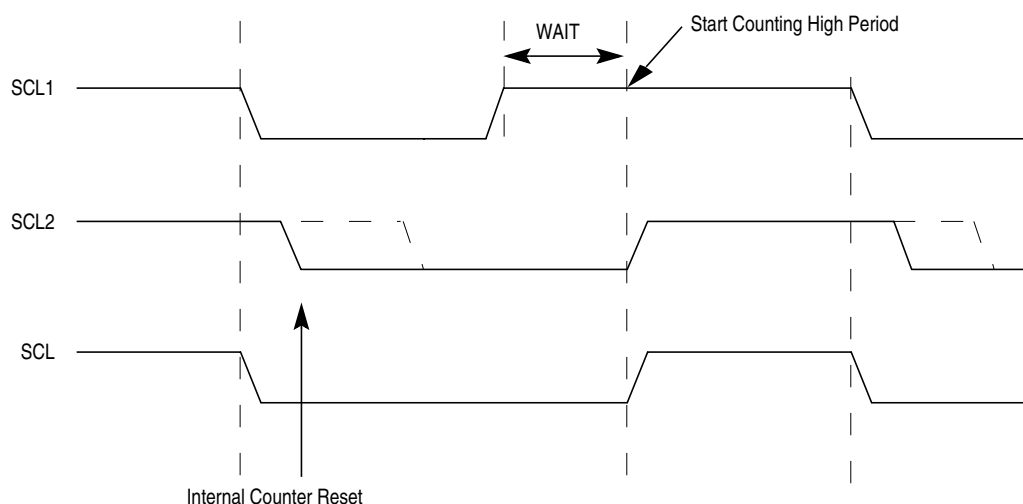 WAIT
Start Counting High Period
SCL1
SCL2
SCL
Internal Counter Reset